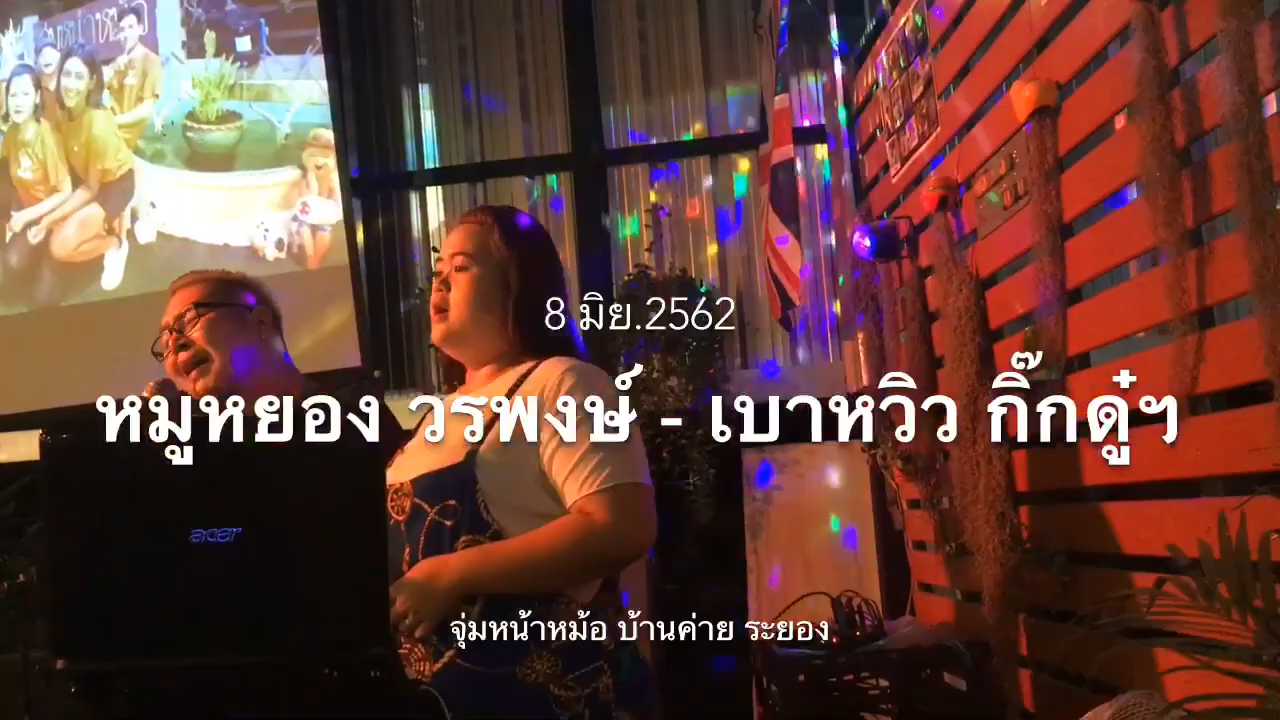 8 มิย.2562
หมูหยอง วรพงษ์ - เบาหวิว กิ๊กดู๋ฯ
acer
จุ่มหน้าหม้อ บ้านค่าย ระยอง